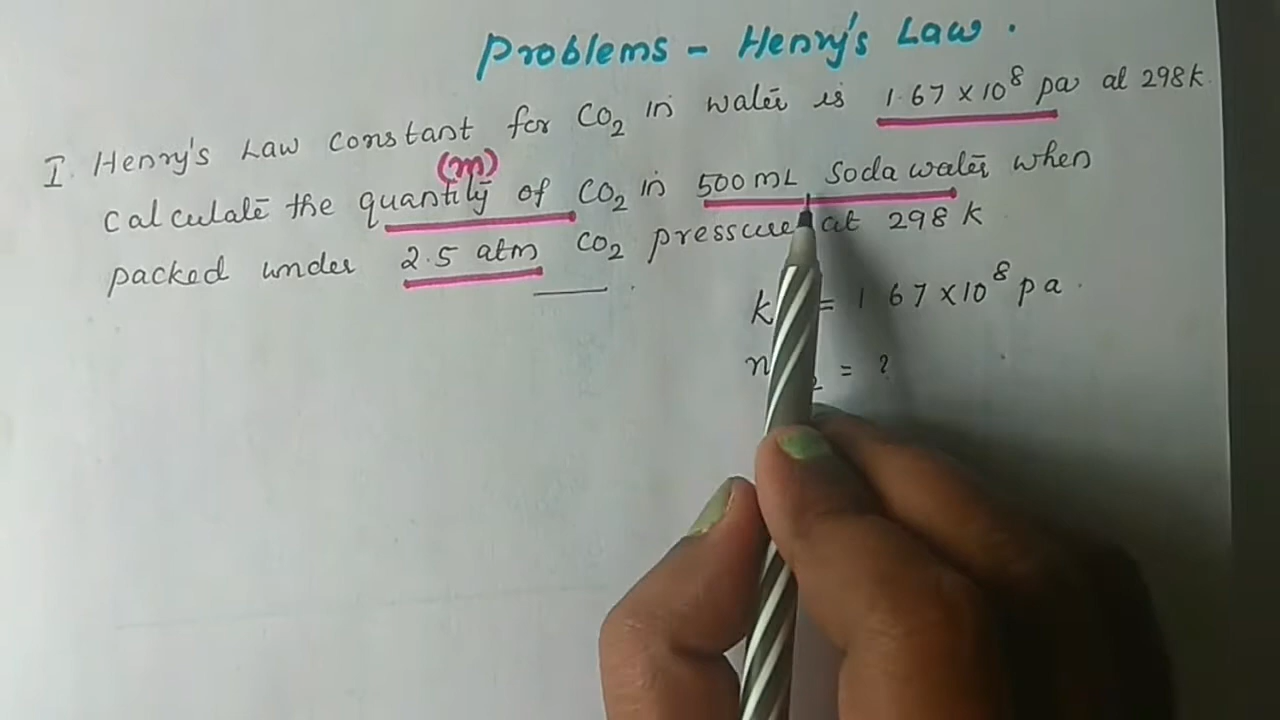 Problems - Henry's Law.
I. Henry's Law constant for CO2 in water is 1.67 x 10^8 pa at 298K.
(m)
Calculate the quantity of CO2 in 500 mL Soda water when
packed under 2.5 atm CO2 pressure at 298 K
k = 1.67 x 10^8 pa.
n 2 = ?